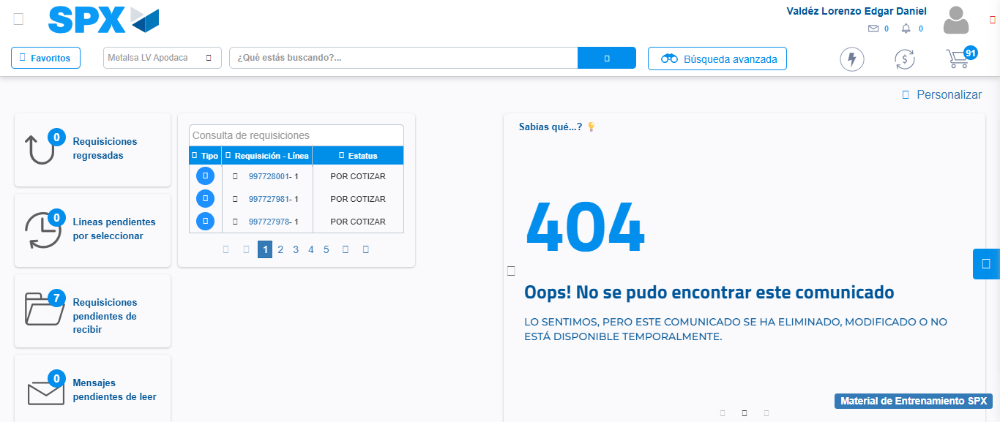 SPX
Valdéz Lorenzo Edgar Daniel
0 0
Favoritos
Metalsa LV Apodaca
¿Qué estás buscando?...
Búsqueda avanzada
$
91
Personalizar
0
Requisiciones
regresadas
0
Lineas pendientes
por seleccionar
7
Requisiciones
pendientes de
recibir
0
Mensajes
pendientes de leer
Consulta de requisiciones
Tipo Requisición - Línea Estatus
997728001- 1 POR COTIZAR
997727981- 1 POR COTIZAR
997727978- 1 POR COTIZAR
1 2 3 4 5
Sabías qué...?
404
Oops! No se pudo encontrar este comunicado
LO SENTIMOS, PERO ESTE COMUNICADO SE HA ELIMINADO, MODIFICADO O NO
ESTÁ DISPONIBLE TEMPORALMENTE.
Material de Entrenamiento SPX